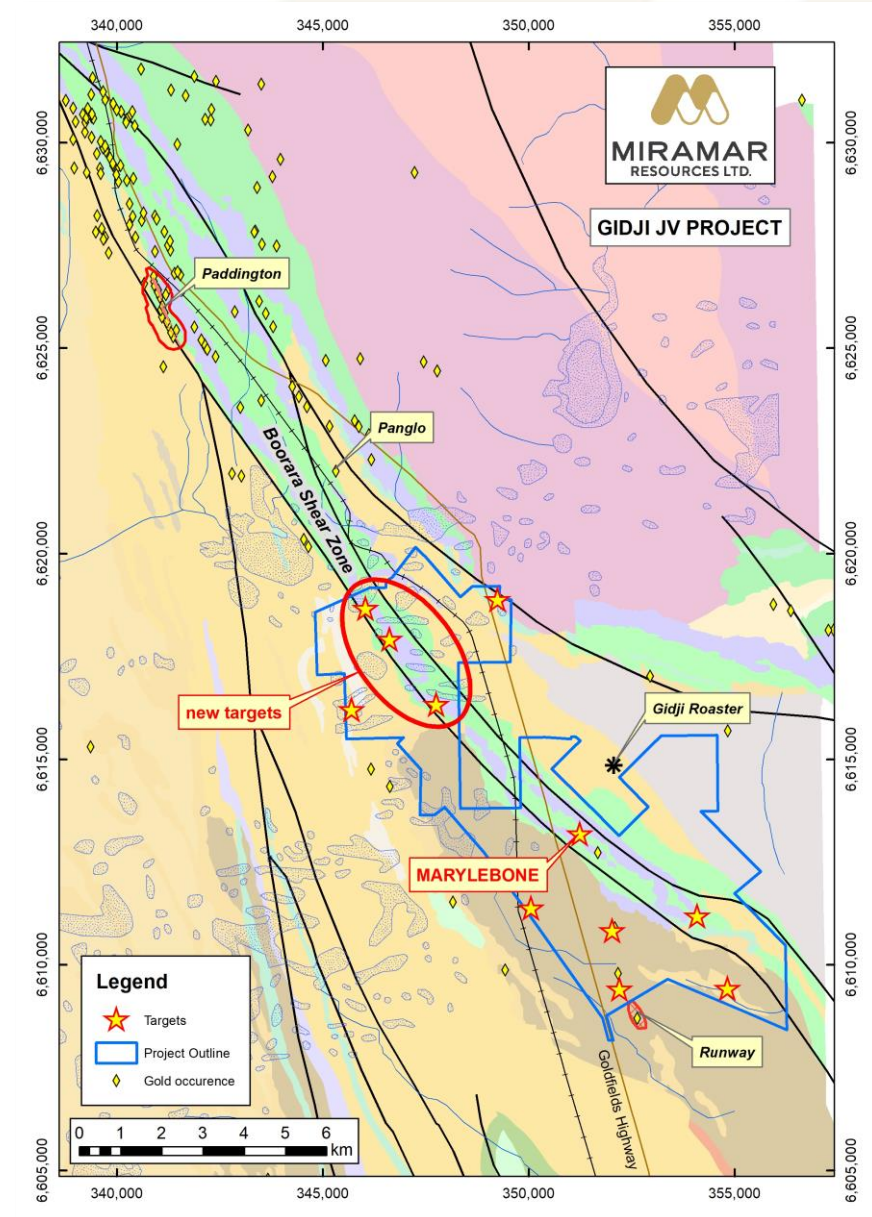 340,000
345,000
350,000
355,000
6,630,000
6,625,000
6,620,000
6,615,000
6,610,000
6,605,000
MIRAMAR
RESOURCES LTD.
GIDJI JV PROJECT
Paddington
Panglo
Boorara Shear Zone
new targets
Gidji Roaster
MARYLEBONE
Runway
Goldfields Highway
Legend
Targets
Project Outline
Gold occurence
0 1 2 3 4 5 6
km
6,630,000
6,625,000
6,620,000
6,615,000
6,610,000
6,605,000
340,000
345,000
350,000
355,000